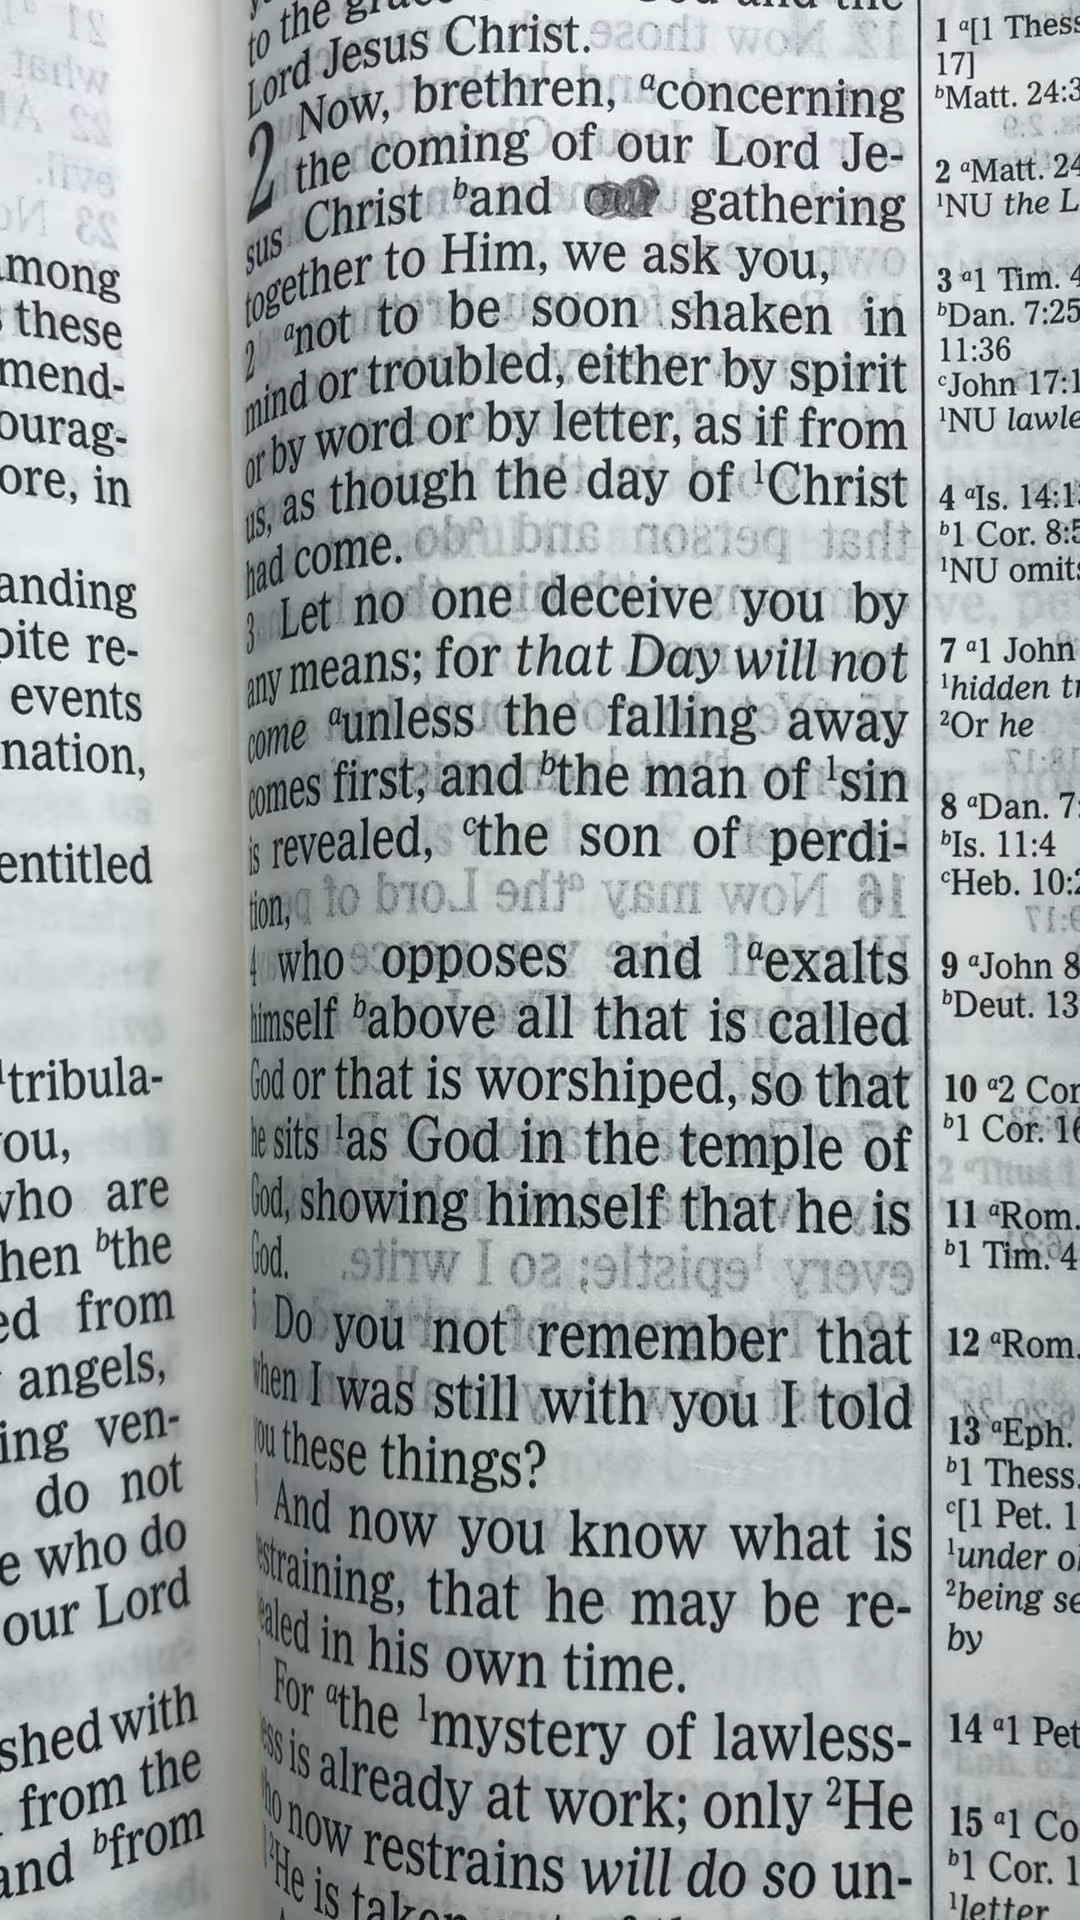 to the
Lord Jesus Christ.
2 Now, brethren, ᵃconcerning
the coming of our Lord Je-
sus Christ ᵇand our gathering
together to Him, we ask you,
2 ᵃnot to be soon shaken in
mind or troubled, either by spirit
or by word or by letter, as if from
us, as though the day of ¹Christ
had come.
3 Let no one deceive you by
any means; for that Day will not
come ᵃunless the falling away
comes first, and ᵇthe man of ¹sin
is revealed, ᶜthe son of perdi-
tion,
4 who opposes and ᵃexalts
himself ᵇabove all that is called
God or that is worshiped, so that
he sits ¹as God in the temple of
God, showing himself that he is
God.
Do you not remember that
when I was still with you I told
you these things?
And now you know what is
restraining, that he may be re-
vealed in his own time.
For ᵃthe ¹mystery of lawless-
ness is already at work; only ²He
who now restrains will do so un-
²He is taken
mong
these
mend-
ourag-
ore, in
anding
pite re-
events
nation,
entitled
¹tribula-
ou,
who are
hen ᵇthe
ed from
angels,
ing ven-
do not
e who do
our Lord
shed with
from the
and ᵇfrom
1 ᵃ[1 Thess
17]
ᵇMatt. 24:3
2 ᵃMatt. 24
¹NU the L
3 ᵃ1 Tim. 4
ᵇDan. 7:25
11:36
ᶜJohn 17:1
¹NU lawle
4 ᵃIs. 14:1
ᵇ1 Cor. 8:5
¹NU omits
7 ᵃ1 John
¹hidden tr
²Or he
8 ᵃDan. 7:
ᵇIs. 11:4
ᶜHeb. 10:2
9 ᵃJohn 8
ᵇDeut. 13
10 ᵃ2 Cor
ᵇ1 Cor. 16
11 ᵃRom.
ᵇ1 Tim. 4
12 ᵃRom.
13 ᵃEph.
ᵇ1 Thess.
ᶜ[1 Pet. 1
¹under
²being se
by
14 ᵃ1 Pet
15 ᵃ1 Co
ᵇ1 Cor. 1
¹letter